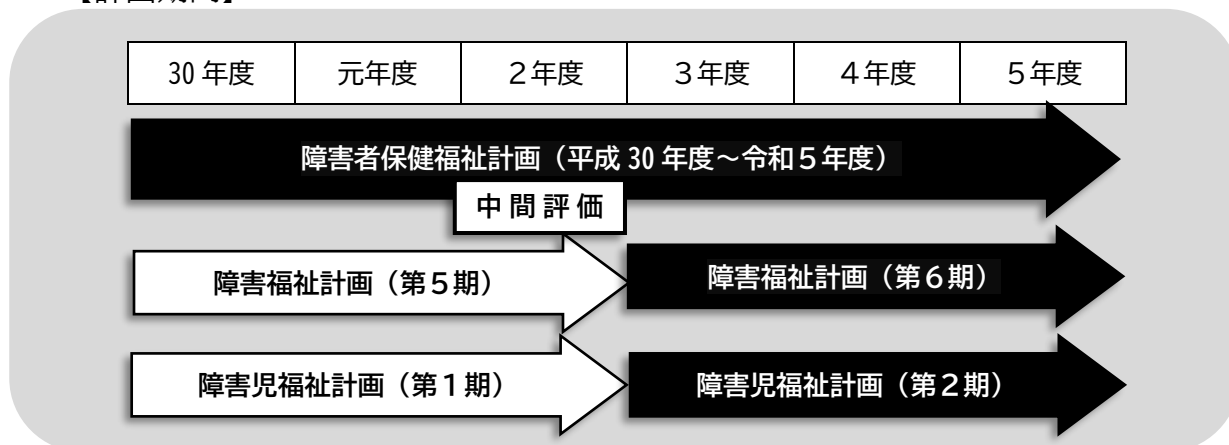 30年度 元年度 2年度 3年度 4年度 5年度
障害者保健福祉計画（平成30年度～令和5年度）
中間評価
障害福祉計画（第5期） 障害福祉計画（第6期）
障害児福祉計画（第1期） 障害児福祉計画（第2期）